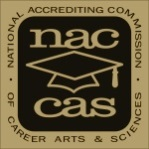 NATIONAL ACCREDITING COMMISSION
OF CAREER ARTS & SCIENCES
nac
cas